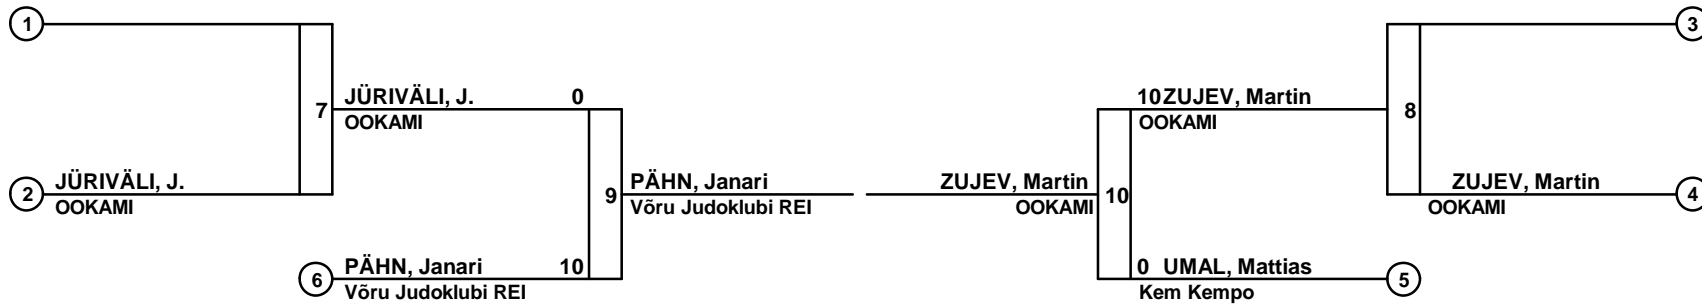 1
3
JÜRIVÄLI, J. 0
10 ZUJEV, Martin
7
8
OOKAMI
OOKAMI
2 JÜRIVÄLI, J.
PÄHN, Janari
ZUJEV, Martin
ZUJEV, Martin
4
9
10
OOKAMI
Võru Judoklubi REI
OOKAMI
OOKAMI
6 PÄHN, Janari 10
0 UMAL, Mattias
5
Võru Judoklubi REI
Kem Kempo